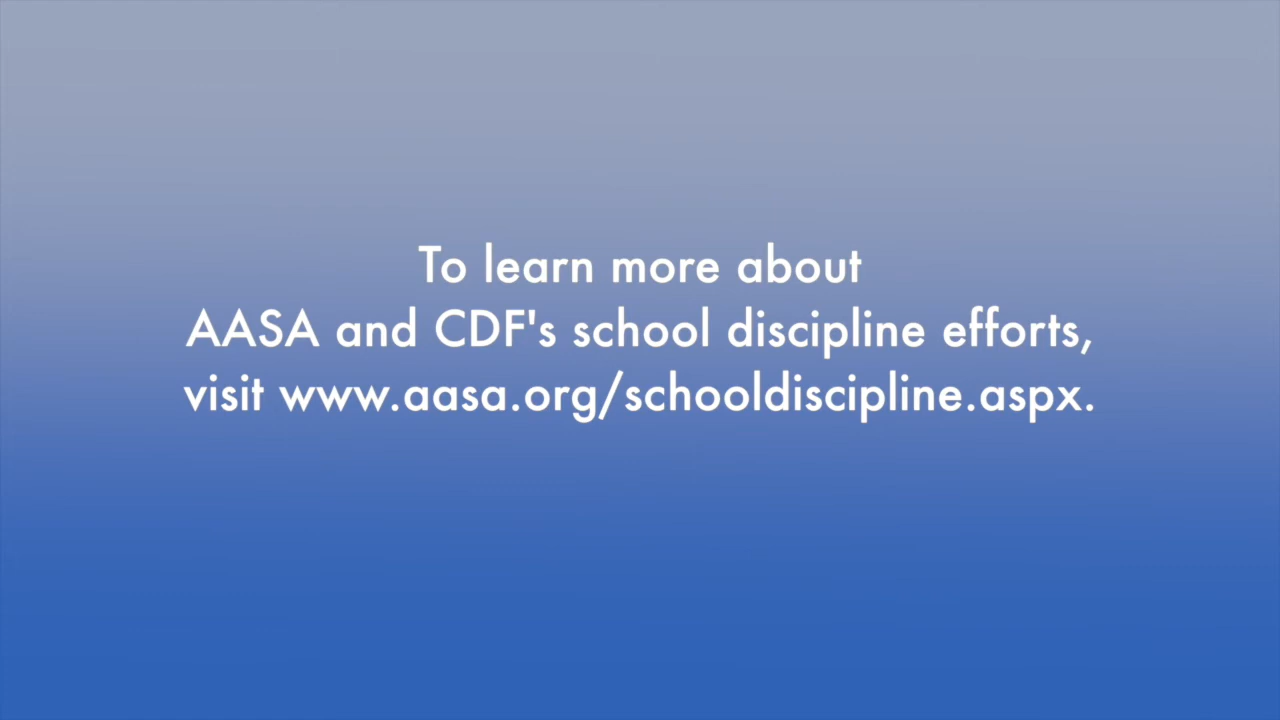 To learn more about
AASA and CDF's school discipline efforts,
visit www.aasa.org/schooldiscipline.aspx.